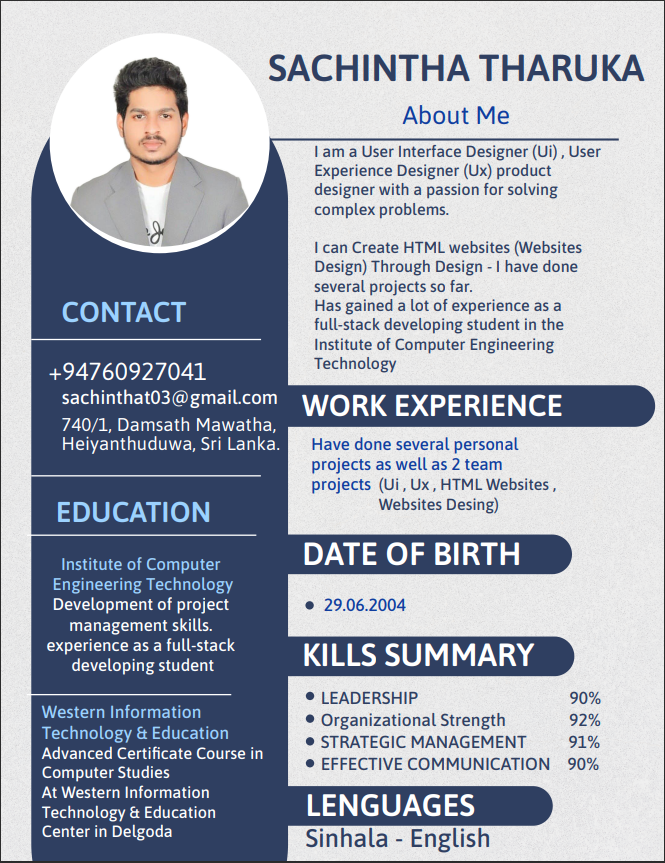 SACHINTHA THARUKA
About Me
I am a User Interface Designer (Ui) , User
Experience Designer (Ux) product
designer with a passion for solving
complex problems.
I can Create HTML websites (Websites
Design) Through Design - I have done
several projects so far.
Has gained a lot of experience as a
full-stack developing student in the
Institute of Computer Engineering
Technology
CONTACT
+94760927041
sachinthat03@gmail.com
740/1, Damsath Mawatha,
Heiyanthuduwa, Sri Lanka.
EDUCATION
Institute of Computer
Engineering Technology
Development of project
management skills.
experience as a full-stack
developing student
Western Information
Technology & Education
Advanced Certificate Course in
Computer Studies
At Western Information
Technology & Education
Center in Delgoda
WORK EXPERIENCE
Have done several personal
projects as well as 2 team
projects (Ui , Ux , HTML Websites ,
Websites Desing)
DATE OF BIRTH
29.06.2004
KILLS SUMMARY
LEADERSHIP 90%
Organizational Strength 92%
STRATEGIC MANAGEMENT 91%
EFFECTIVE COMMUNICATION 90%
LENGUAGES
Sinhala - English